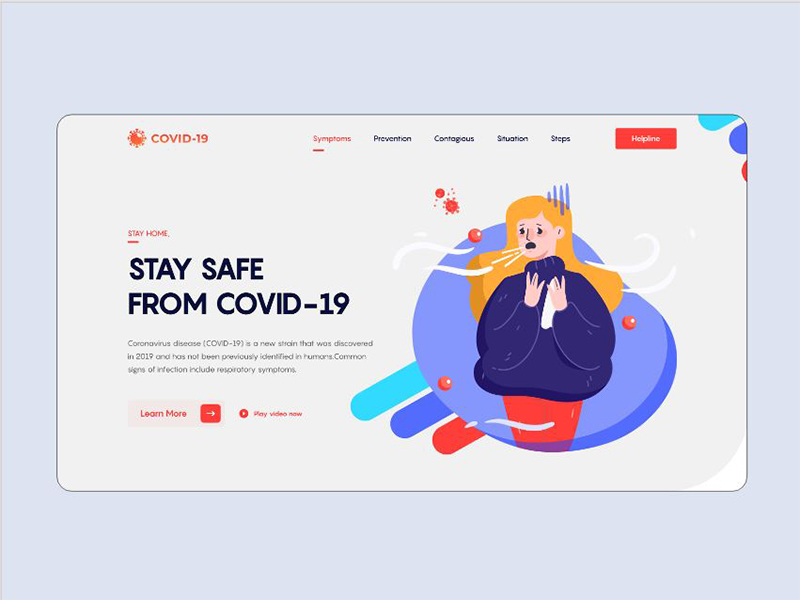 COVID-19
Symptoms Prevention Contagious Situation Steps Helpline
STAY HOME,
STAY SAFE
FROM COVID-19
Coronavirus disease (COVID-19) is a new strain that was discovered
in 2019 and has not been previously identified in humans.Common
signs of infection include respiratory symptoms.
Learn More
Play video now